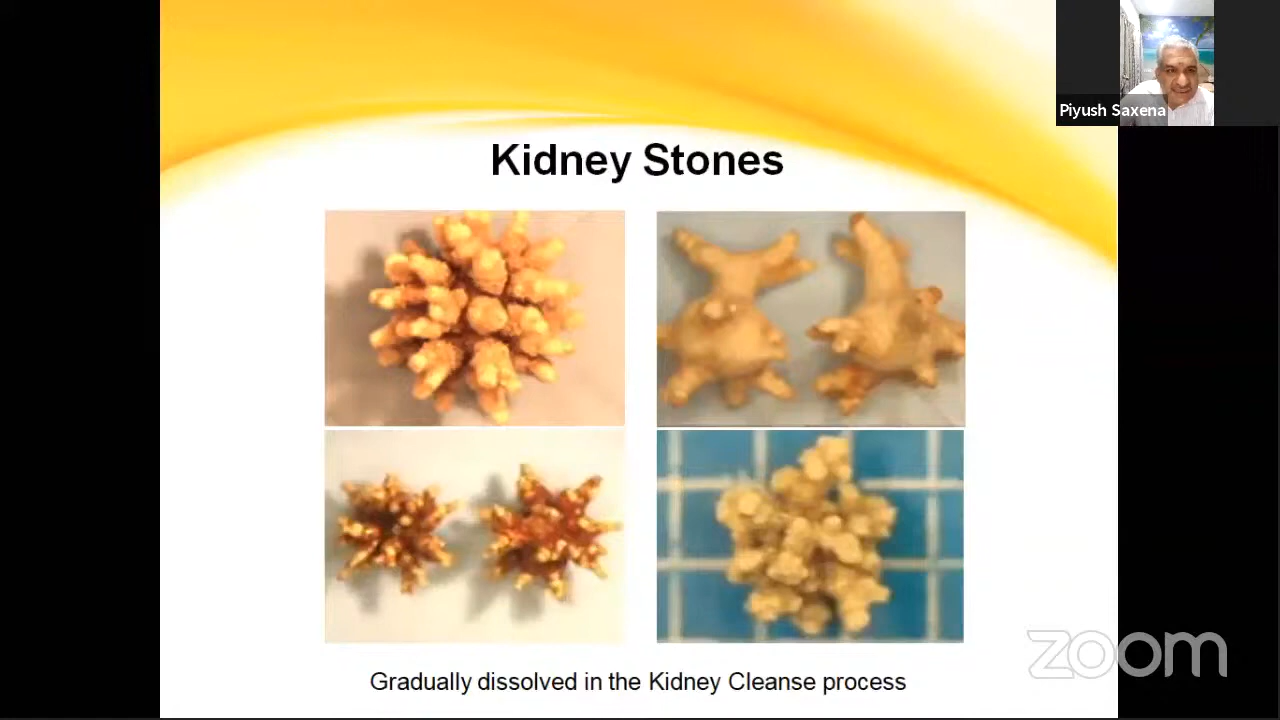 Piyush Saxena
Kidney Stones
Gradually dissolved in the Kidney Cleanse process
zoom